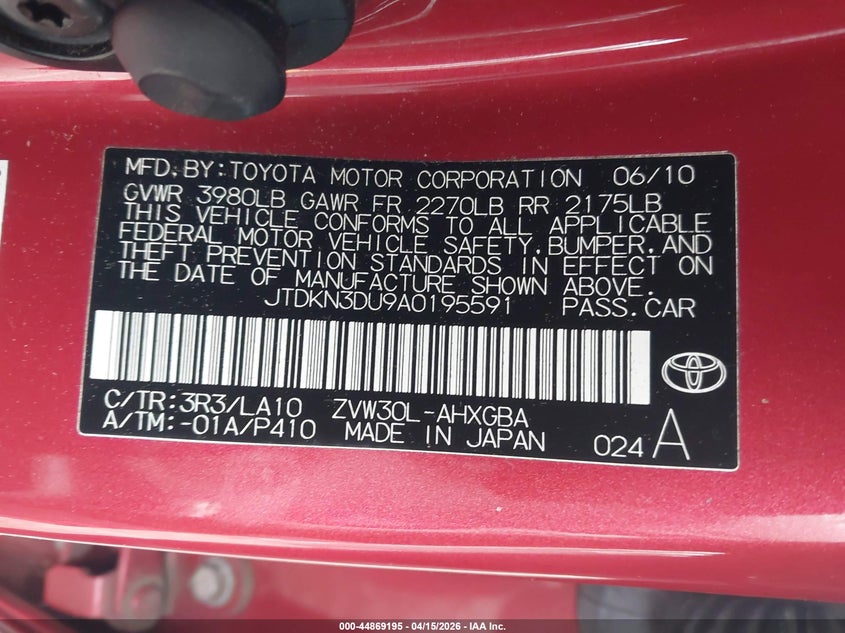 MFD.BY:TOYOTA MOTOR CORPORATION 06/10
GVWR 3980LB GAWR FR 2270LB RR 2175LB
THIS VEHICLE CONFORMS TO ALL APPLICABLE
FEDERAL MOTOR VEHICLE SAFETY,BUMPER,AND
THEFT PREVENTION STANDARDS IN EFFECT ON
THE DATE OF MANUFACTURE SHOWN ABOVE.
JTDKN3DU9A0195591 PASS.CAR
C/TR:3R3/LA10 ZVW30L-AHXGBA
A/TM:-01A/P410 MADE IN JAPAN 024 A
000-44869195 - 04/15/2026 - IAA Inc.